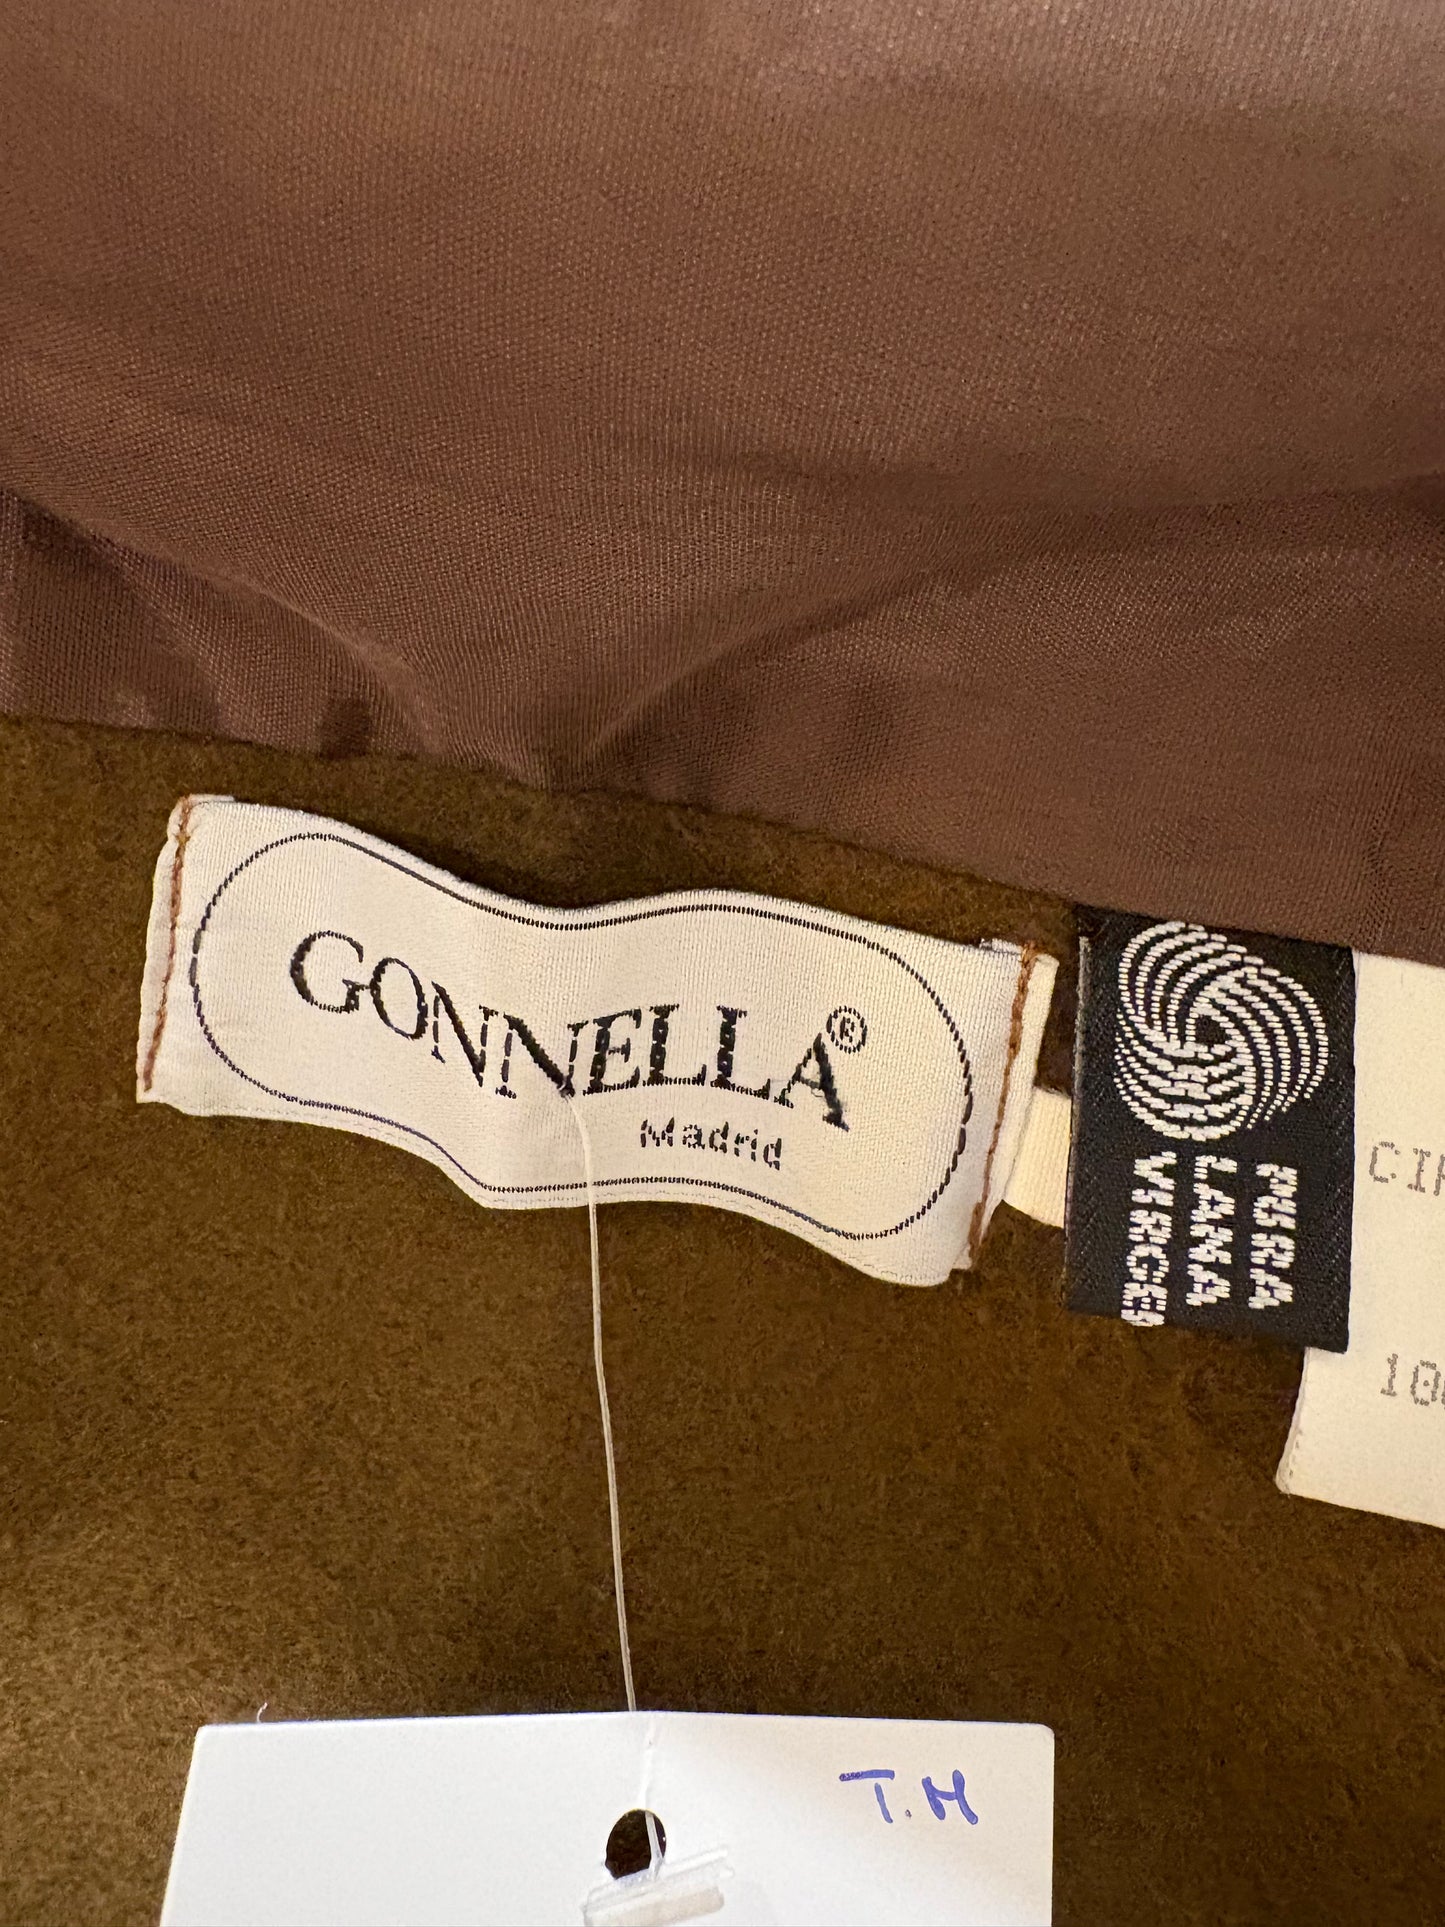 GONNELLA®
Madrid
PURA
LANA
VIRGEN
T.M